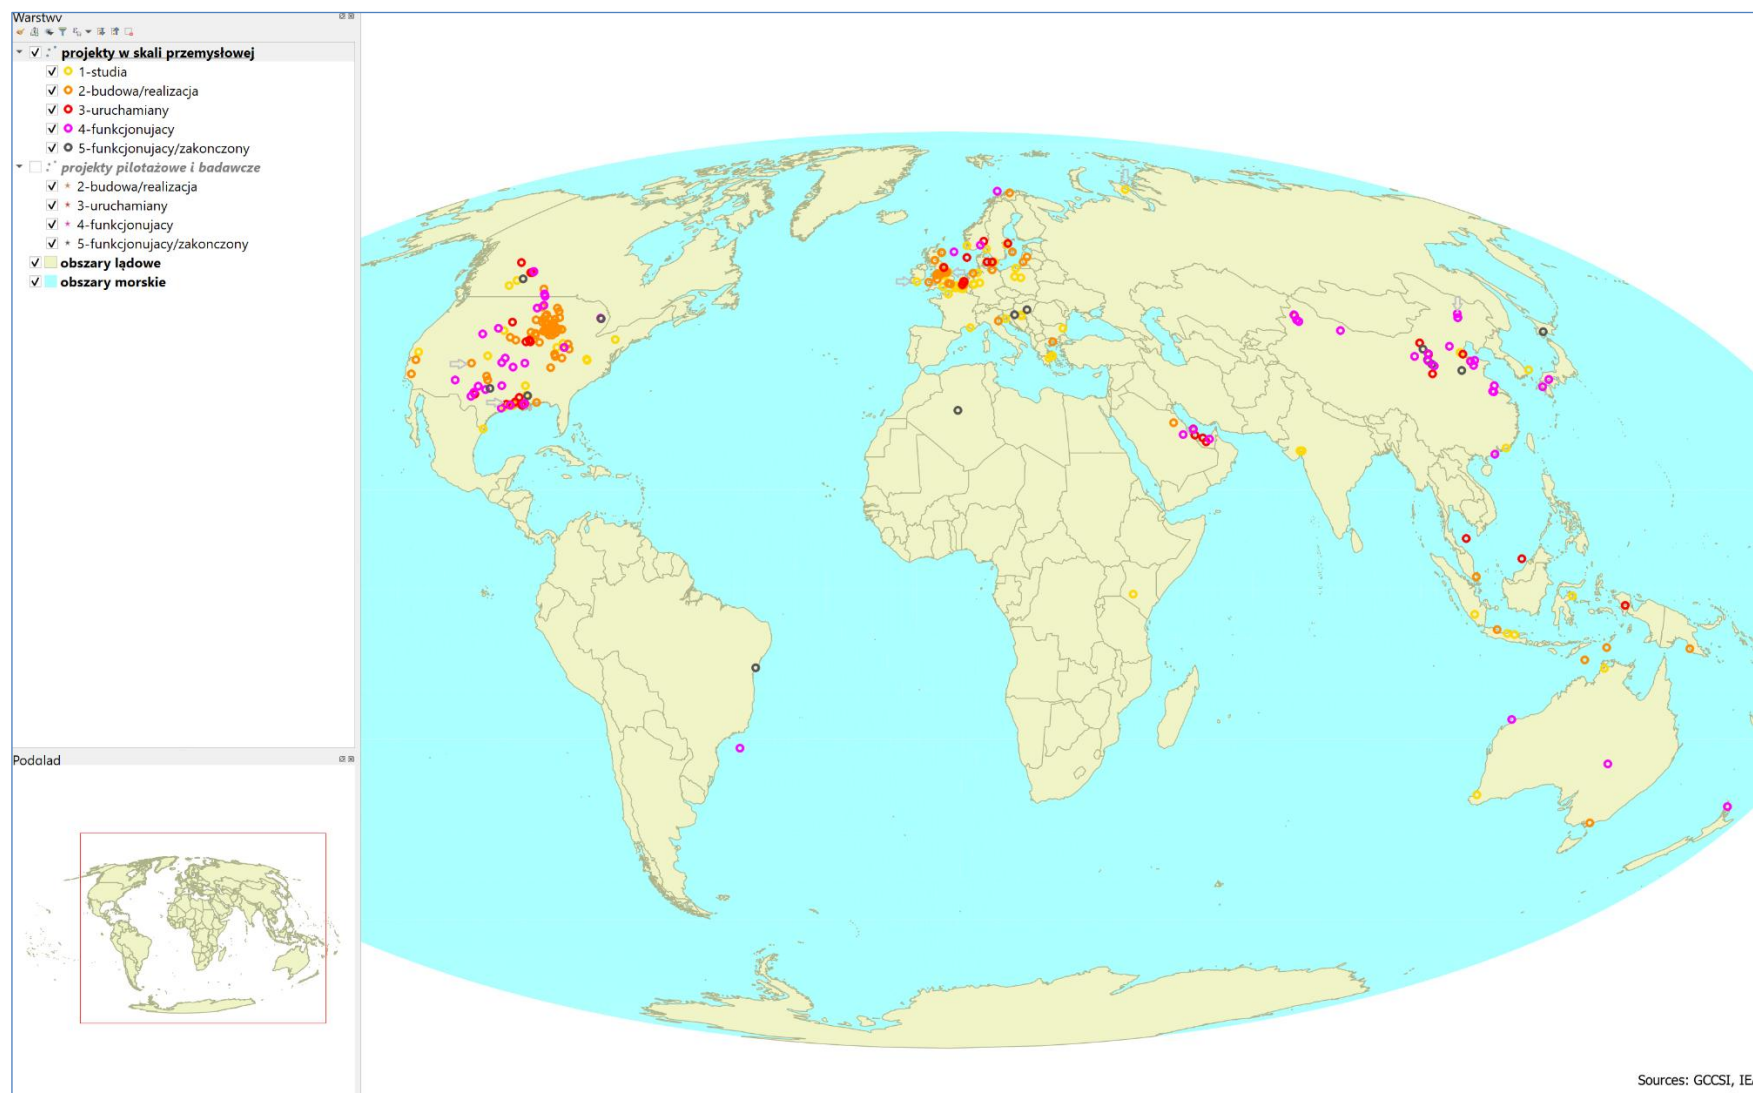 Warstwy
projekty w skali przemysłowej
1-studia
2-budowa/realizacja
3-uruchamiany
4-funkcjonujacy
5-funkcjonujacy/zakonczony
projekty pilotażowe i badawcze
2-budowa/realizacja
3-uruchamiany
4-funkcjonujacy
5-funkcjonujacy/zakonczony
obszary lądowe
obszary morskie
Podgląd
Sources: GCCSI, IEA